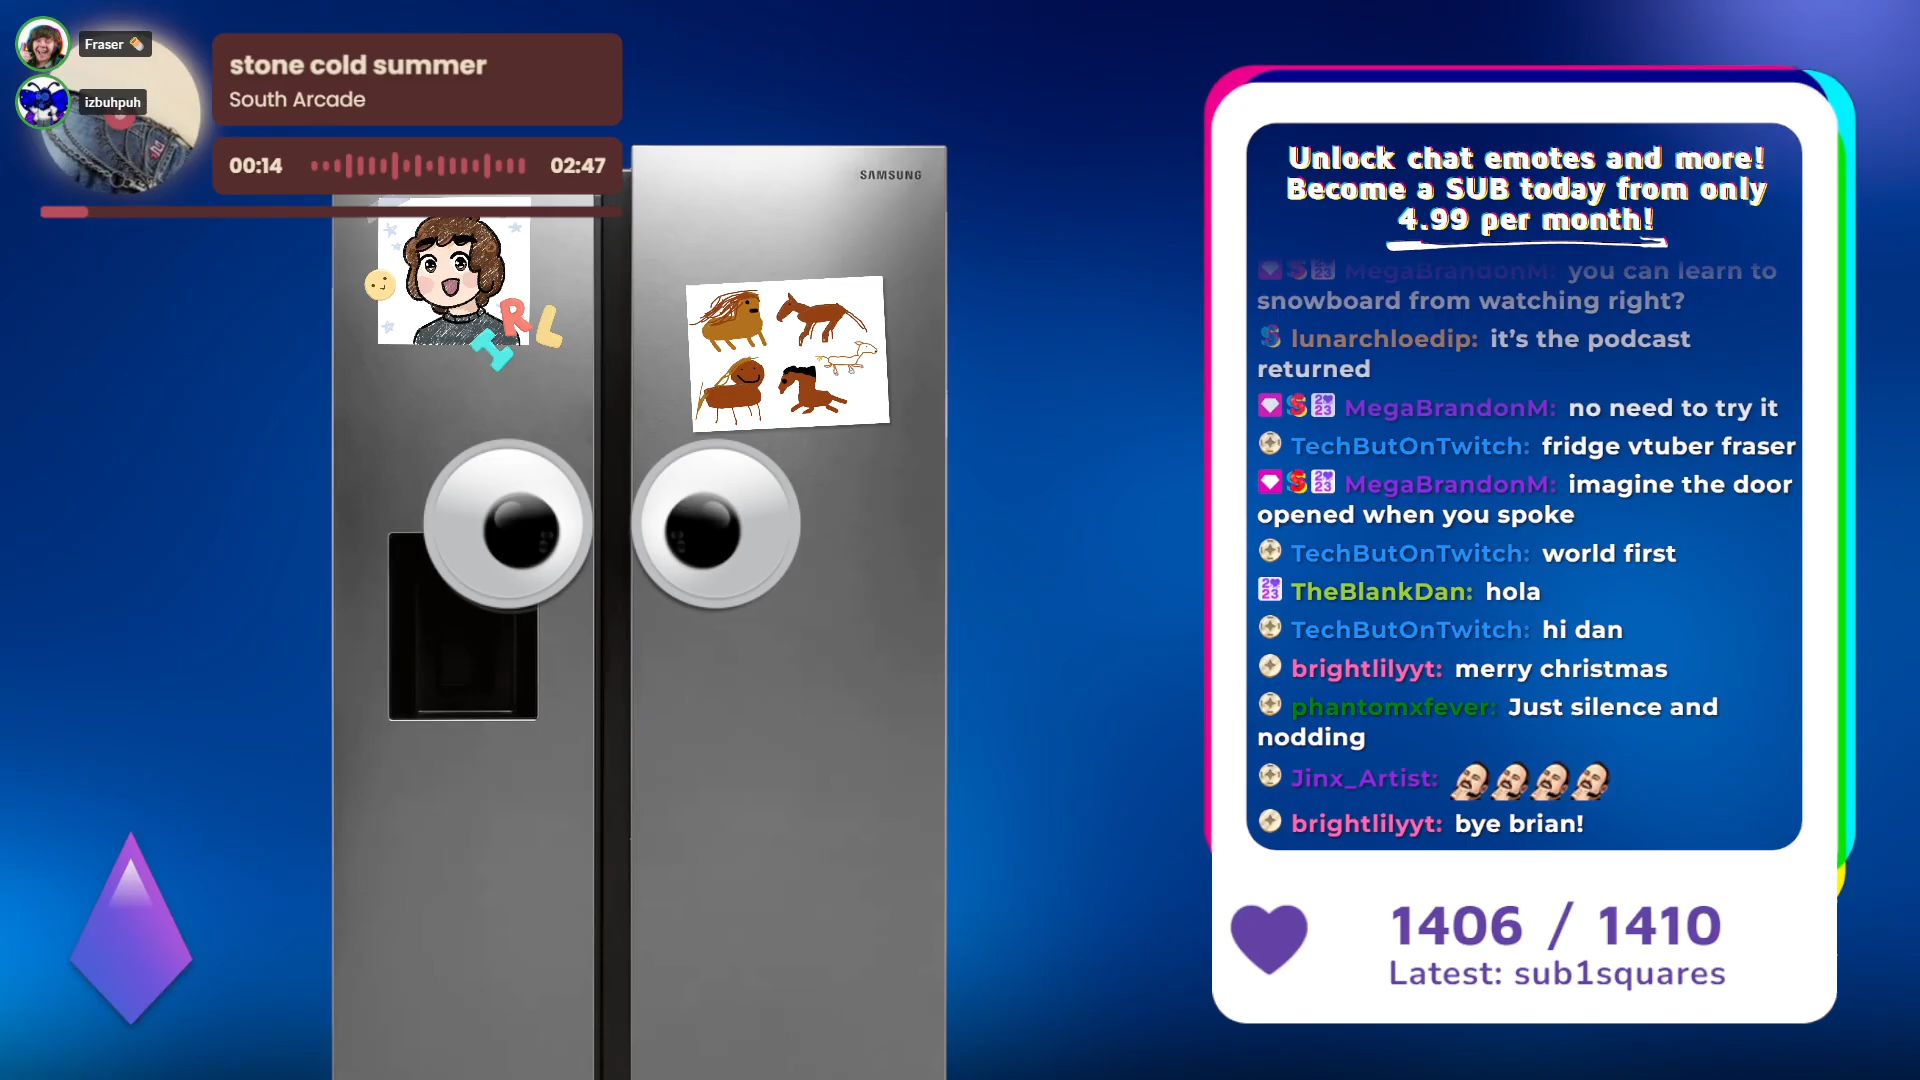 Fraser
izbuhpuh
stone cold summer
South Arcade
00:14
02:47
SAMSUNG
I R L
Unlock chat emotes and more!
Become a SUB today from only
4.99 per month!
MegaBrandonM: you can learn to
snowboard from watching right?
lunarchloedip: it’s the podcast
returned
MegaBrandonM: no need to try it
TechButOnTwitch: fridge vtuber fraser
MegaBrandonM: imagine the door
opened when you spoke
TechButOnTwitch: world first
TheBlankDan: hola
TechButOnTwitch: hi dan
brightlilyyt: merry christmas
phantomxfever: Just silence and
nodding
Jinx_Artist:
brightlilyyt: bye brian!
1406 / 1410
Latest: sub1squares